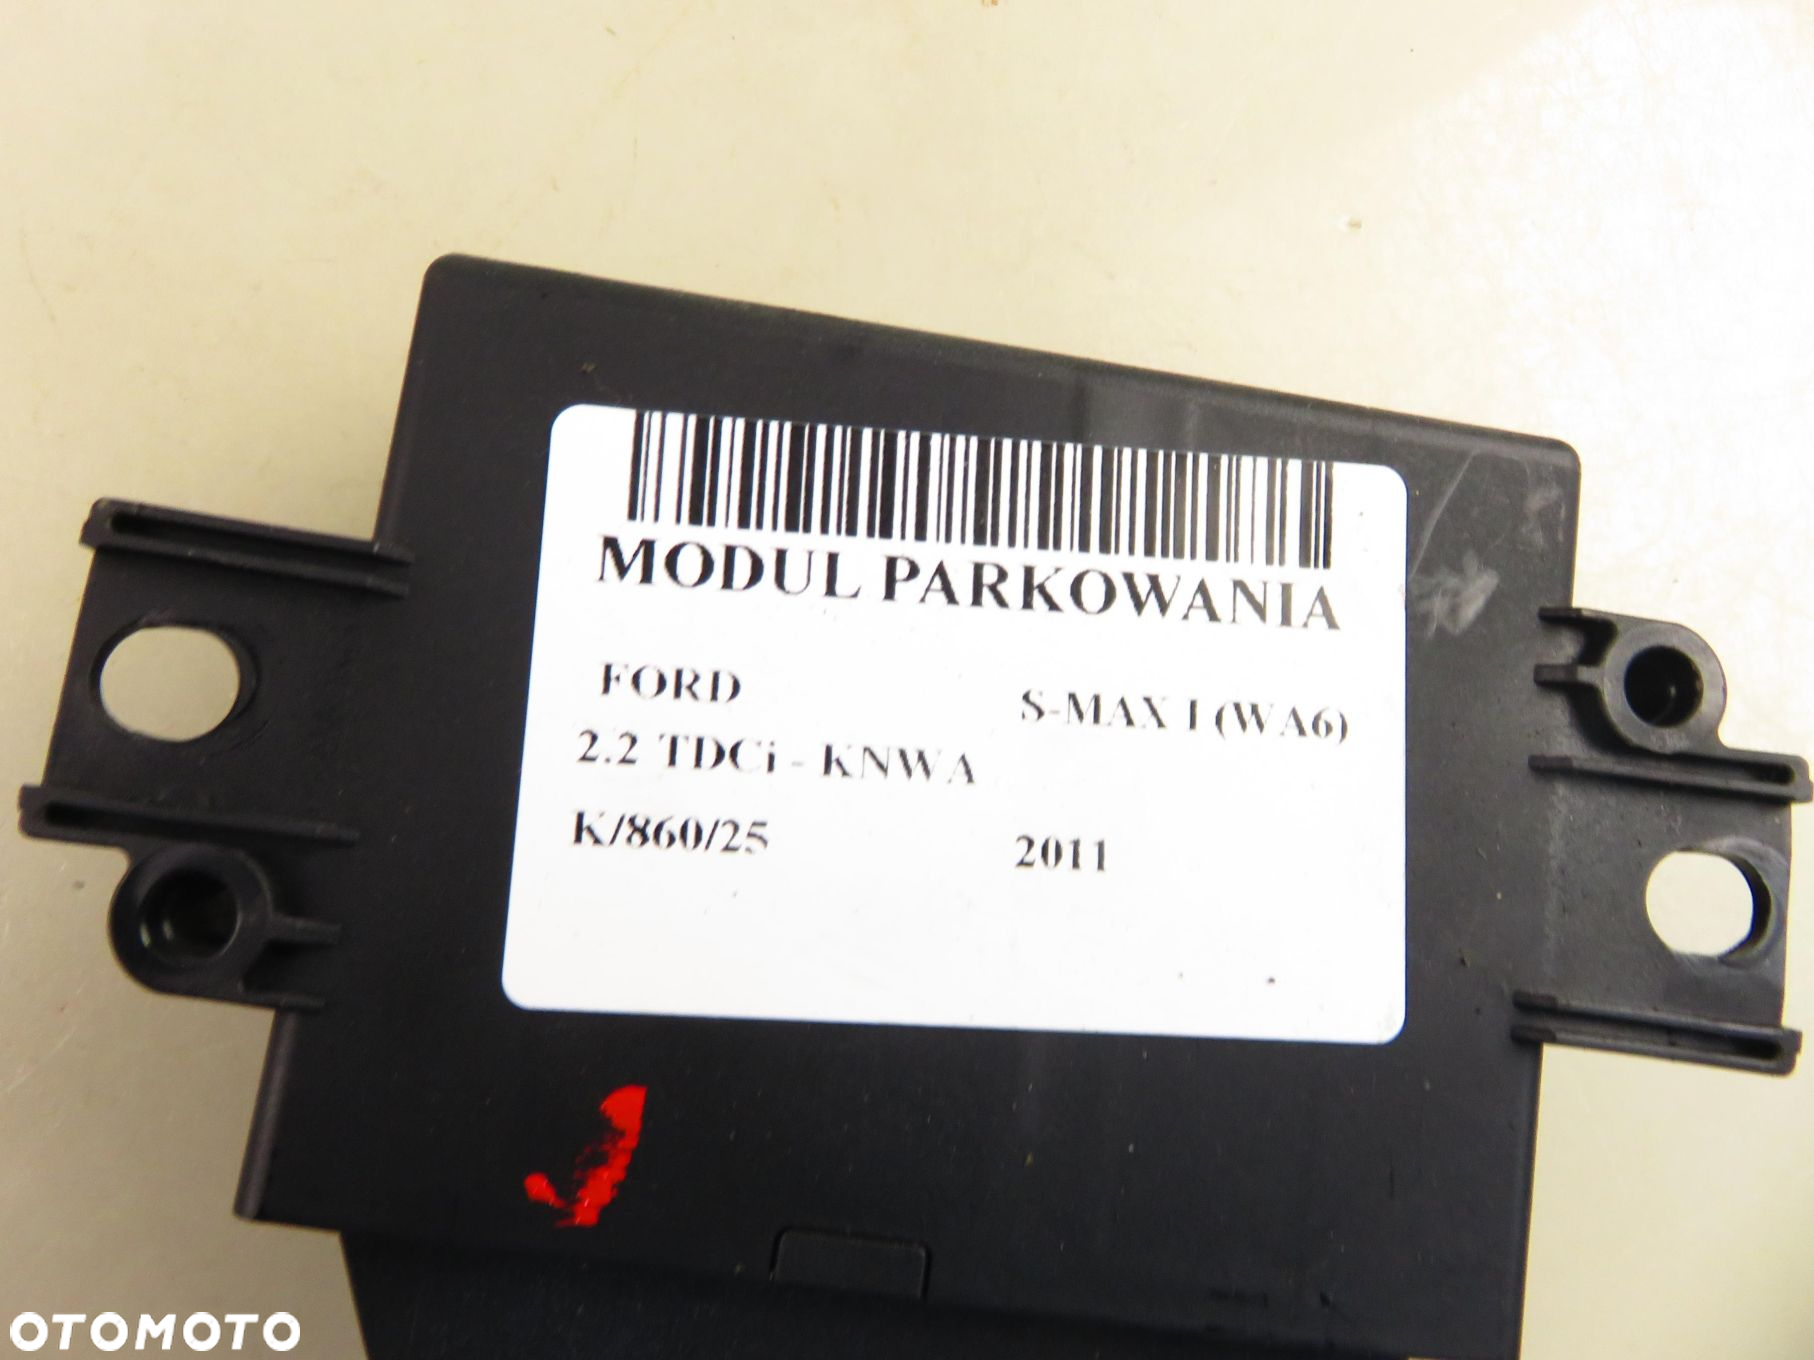 MODUL PARKOWANIA
FORD S-MAX I (WA6)
2.2 TDCi - KNWA
K/860/25 2011
OTOMOTO